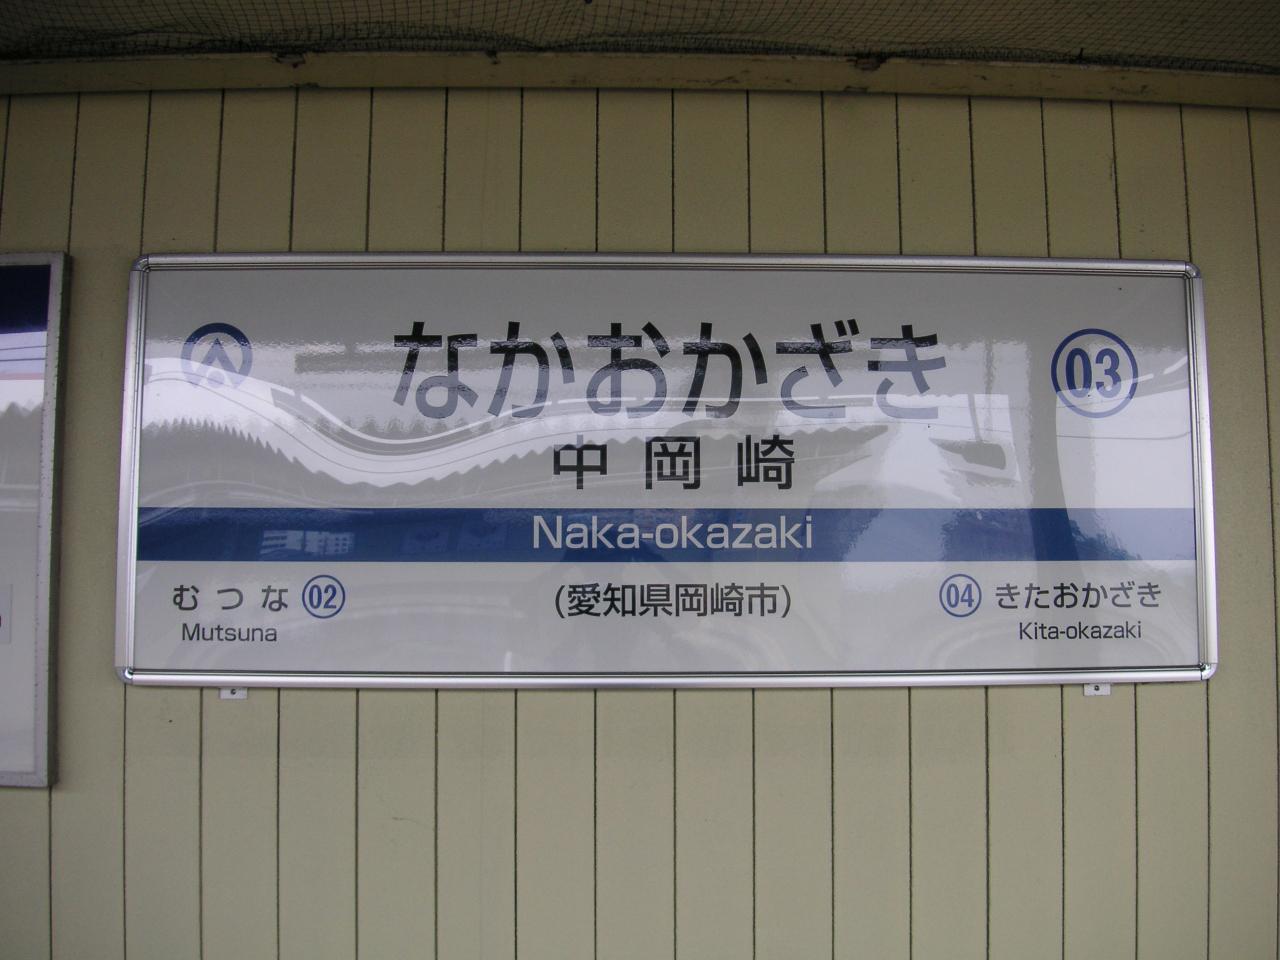 なかおかざき
03
中岡崎
Naka-okazaki
むつな 02
Mutsuna
(愛知県岡崎市)
04 きたおかざき
Kita-okazaki